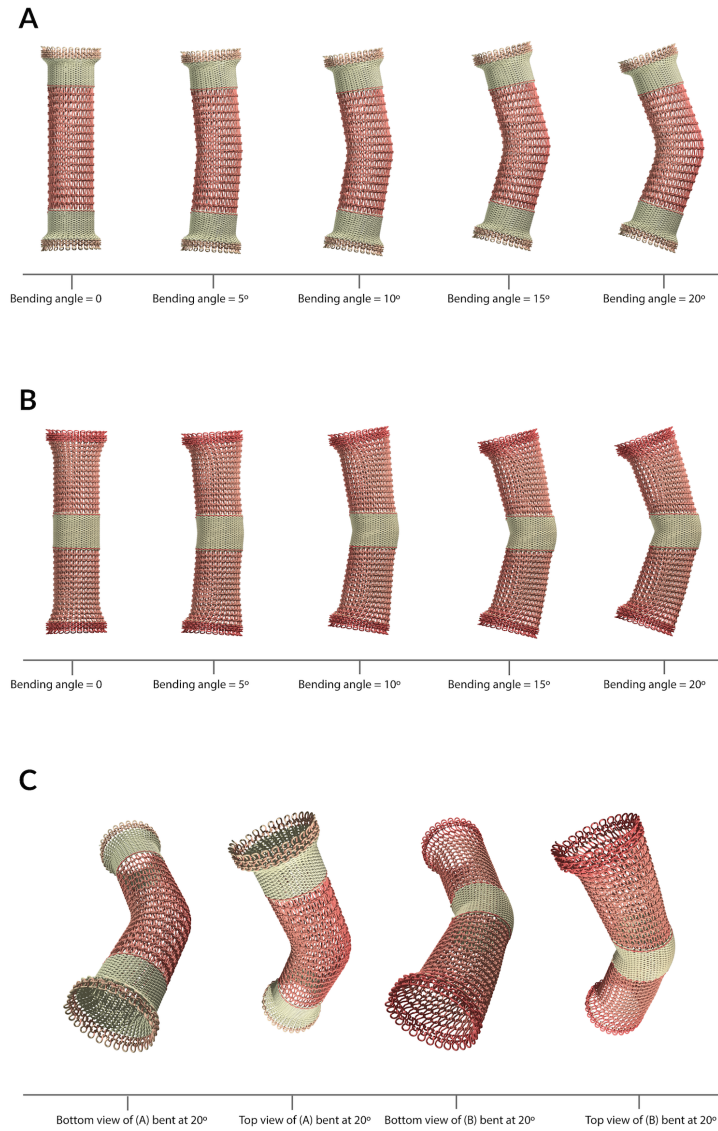 A
Bending angle = 0 Bending angle = 5º Bending angle = 10º Bending angle = 15º Bending angle = 20º
B
Bending angle = 0 Bending angle = 5º Bending angle = 10º Bending angle = 15º Bending angle = 20º
C
Bottom view of (A) bent at 20º Top view of (A) bent at 20º Bottom view of (B) bent at 20º Top view of (B) bent at 20º